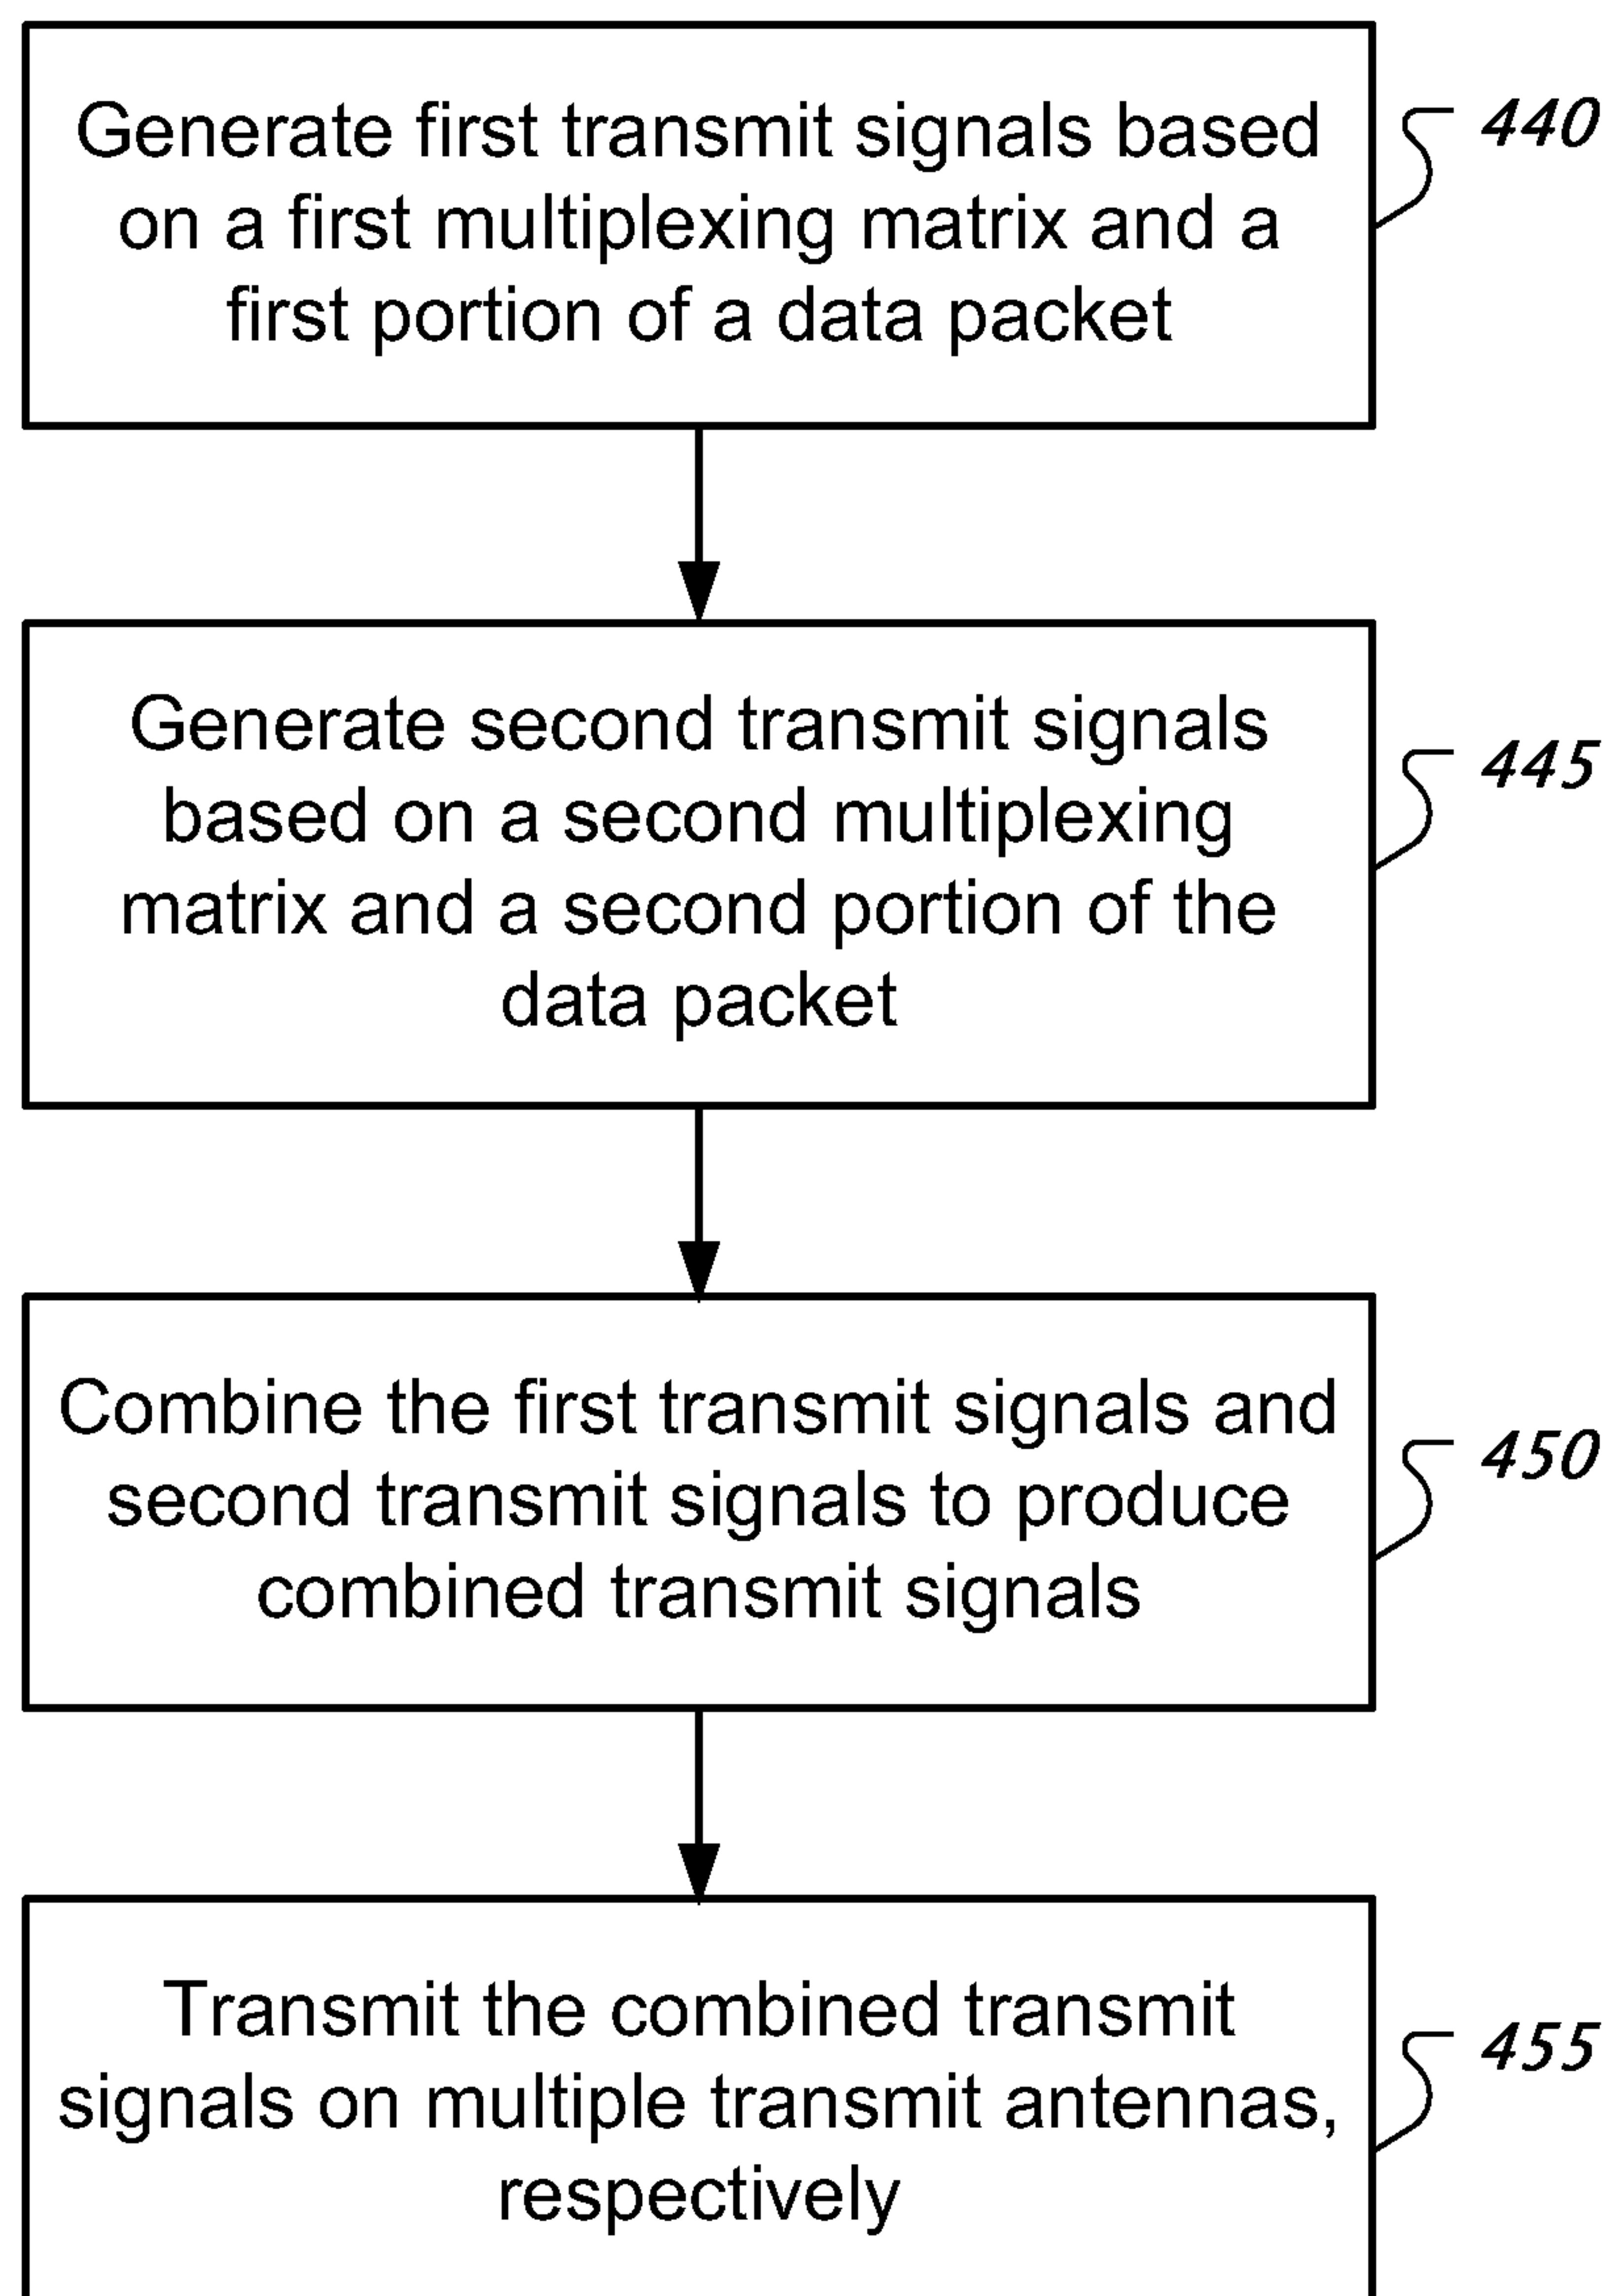 Generate first transmit signals based
on a first multiplexing matrix and a
first portion of a data packet
440
Generate second transmit signals
based on a second multiplexing
matrix and a second portion of the
data packet
445
Combine the first transmit signals and
second transmit signals to produce
combined transmit signals
450
Transmit the combined transmit
signals on multiple transmit antennas,
respectively
455